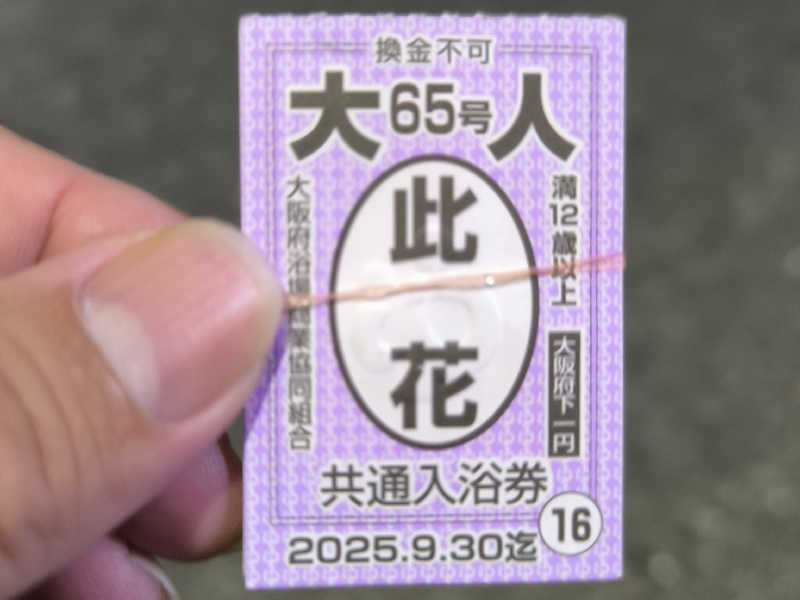 換金不可
大65号人
此花
満12歳以上
大阪府下一円
大阪府浴場商業協同組合
共通入浴券
16
2025.9.30迄